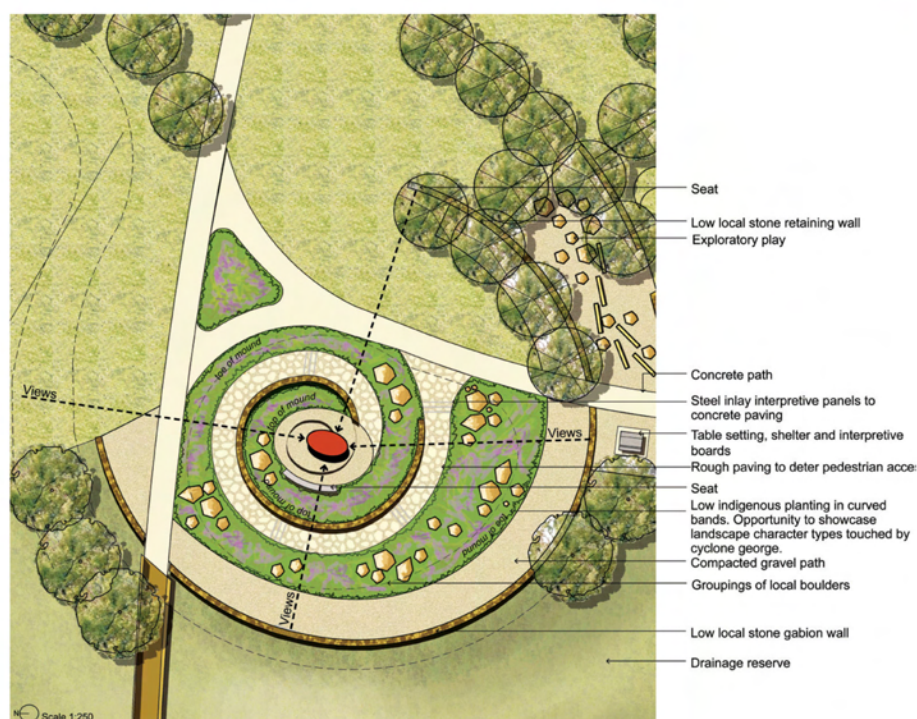 Seat
Low local stone retaining wall
Exploratory play
Concrete path
Steel inlay interpretive panels to
concrete paving
Table setting, shelter and interpretive
boards
Rough paving to deter pedestrian acce
Seat
Low indigenous planting in curved
bands. Opportunity to showcase
landscape character types touched by
cyclone george.
Compacted gravel path
Groupings of local boulders
Low local stone gabion wall
Drainage reserve
toe of mound
top of mound
Views
Views
top of mound
toe of mound
Views
N
Scale 1:250